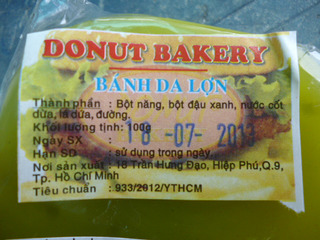 DONUT BAKERY
BÁNH DA LỢN
Thành phần : Bột năng, bột đậu xanh, nước cốt
dừa, lá dứa, đường.
Khối lượng tịnh: 100g
Ngày SX : 18 -07- 2013
Hạn SD : sử dụng trong ngày
Nơi sản xuất : 18 Trần Hưng Đạo, Hiệp Phú,Q.9,
Tp. Hồ Chí Minh
Tiêu chuẩn : 933/2012/YTHCM